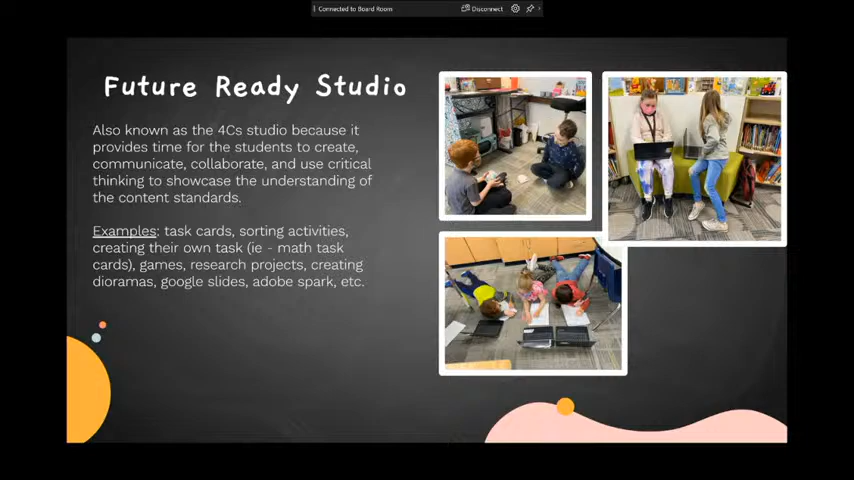 Connected to Board Room
Disconnect
Future Ready Studio
Also known as the 4Cs studio because it
provides time for the students to create,
communicate, collaborate, and use critical
thinking to showcase the understanding of
the content standards.
Examples: task cards, sorting activities,
creating their own task (ie - math task
cards), games, research projects, creating
dioramas, google slides, adobe spark, etc.